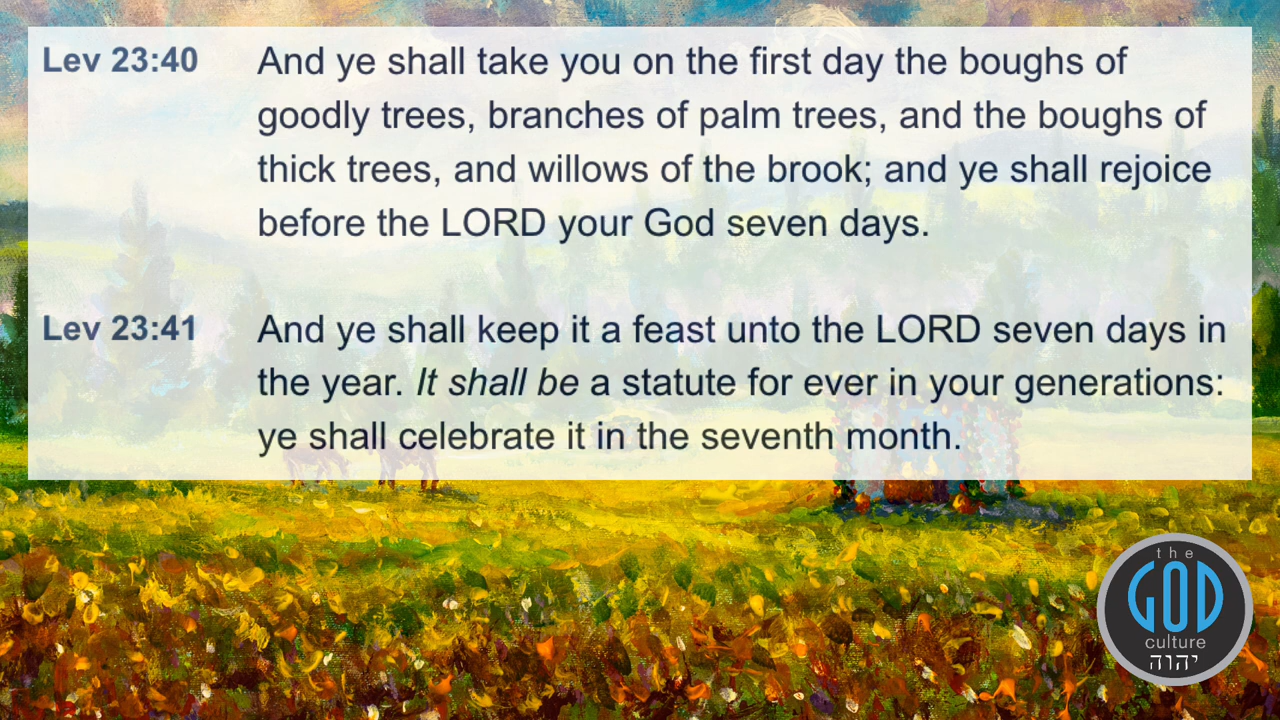 Lev 23:40 And ye shall take you on the first day the boughs of
goodly trees, branches of palm trees, and the boughs of
thick trees, and willows of the brook; and ye shall rejoice
before the LORD your God seven days.
Lev 23:41 And ye shall keep it a feast unto the LORD seven days in
the year. It shall be a statute for ever in your generations:
ye shall celebrate it in the seventh month.
the
GOD
culture
יהוה